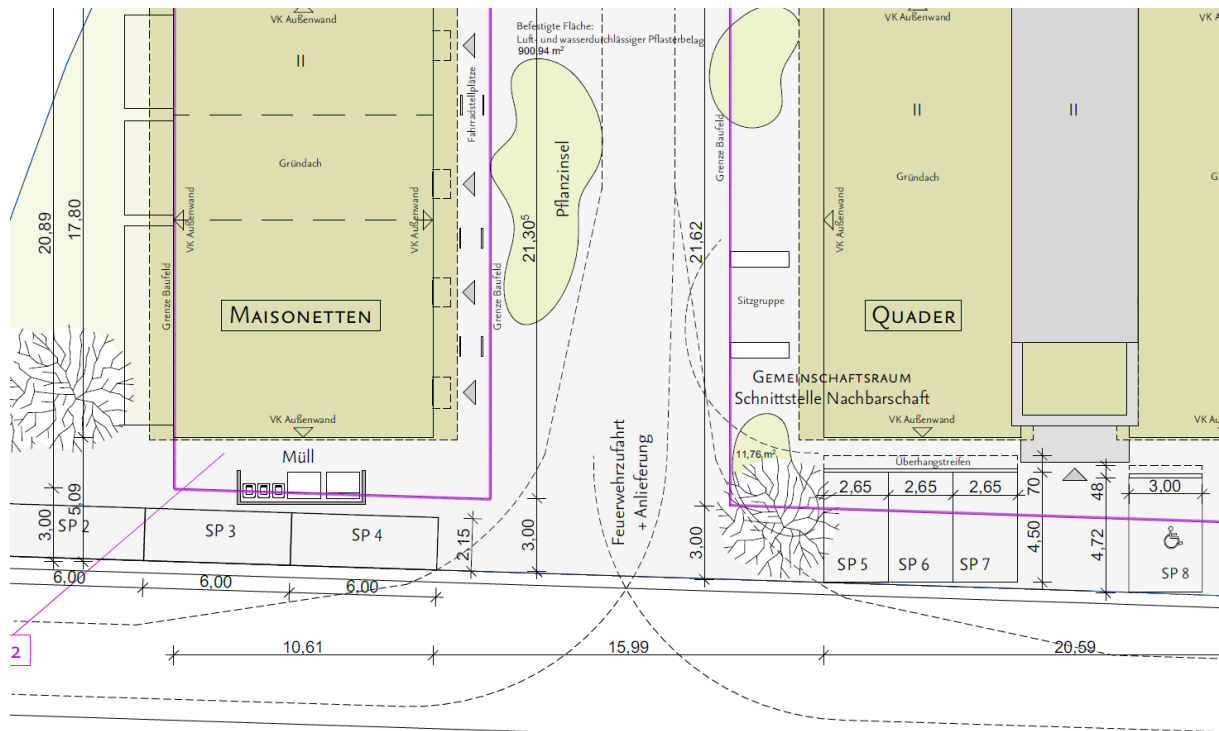 VK Außenwand
II
Gründach
VK Außenwand
VK Außenwand
Grenze Baufeld
MAISONETTEN
VK Außenwand
Müll
20,89
17,80
3,00
5,09
SP 2
SP 3
SP 4
6,00
6,00
6,00
2,15
Fahrradstellplätze
Grenze Baufeld
Befestigte Fläche:
Luft- und wasserdurchlässiger Pflasterbelag
900,94 m²
Pflanzinsel
21,30⁵
3,00
Feuerwehrzufahrt
+ Anlieferung
21,62
3,00
Grenze Baufeld
Sitzgruppe
VK Außenwand
II
Gründach
VK Außenwand
QUADER
GEMEINSCHAFTSRAUM
Schnittstelle Nachbarschaft
VK Außenwand
11,76 m²
Überhangstreifen
2,65
2,65
2,65
SP 5
SP 6
SP 7
70
4,50
48
4,72
3,00
SP 8
II
VK
G
VK Au
2
10,61
15,99
20,59